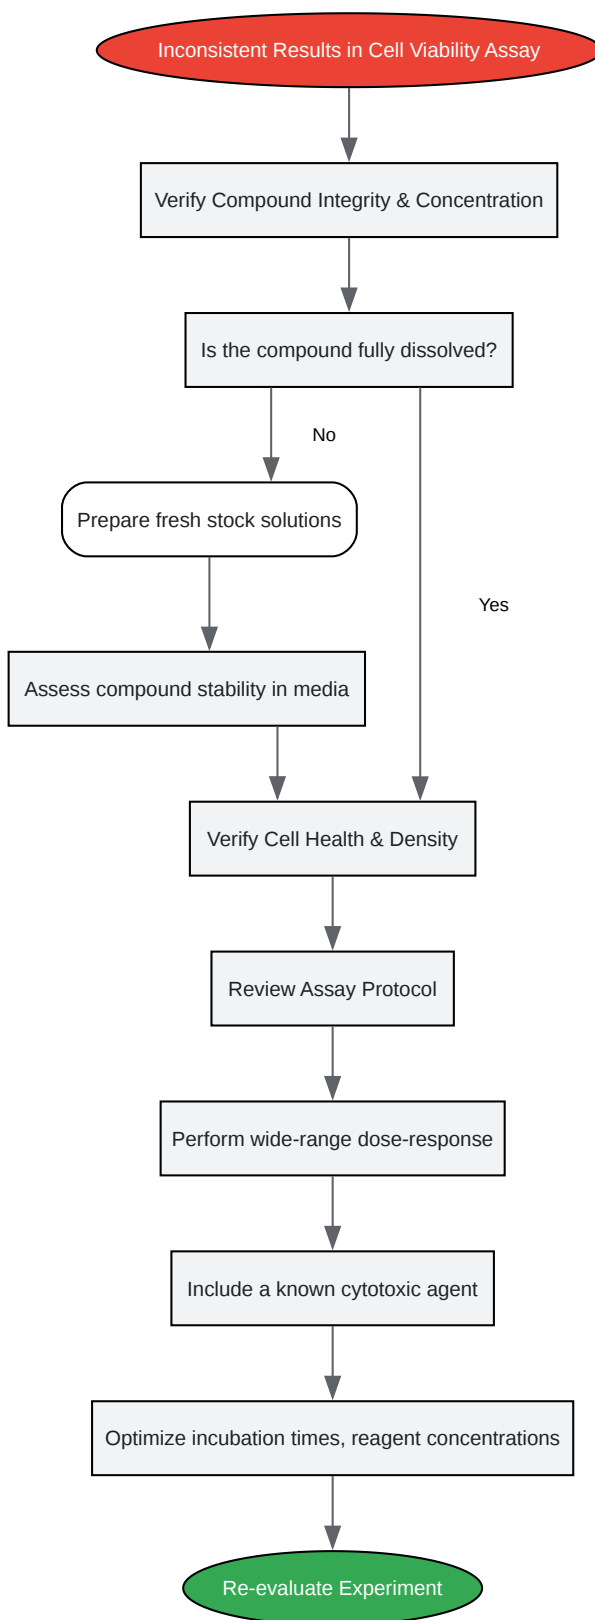 Inconsistent Results in Cell Viability Assay
Verify Compound Integrity & Concentration
Is the compound fully dissolved?
No
Prepare fresh stock solutions
Yes
Assess compound stability in media
Verify Cell Health & Density
Review Assay Protocol
Perform wide-range dose-response
Include a known cytotoxic agent
Optimize incubation times, reagent concentrations
Re-evaluate Experiment